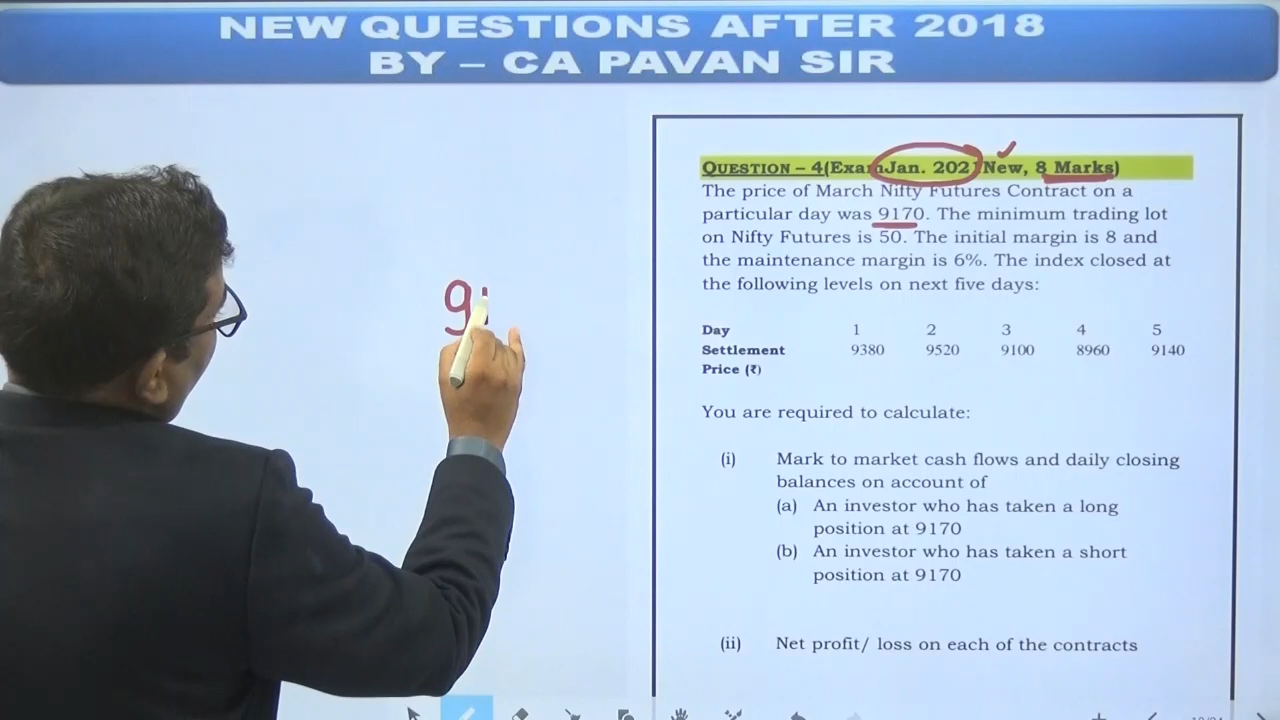 NEW QUESTIONS AFTER 2018
BY – CA PAVAN SIR
9
QUESTION – 4(Exam Jan. 202 New, 8 Marks)
The price of March Nifty Futures Contract on a
particular day was 9170. The minimum trading lot
on Nifty Futures is 50. The initial margin is 8 and
the maintenance margin is 6%. The index closed at
the following levels on next five days:
Day 1 2 3 4 5
Settlement 9380 9520 9100 8960 9140
Price (₹)
You are required to calculate:
(i) Mark to market cash flows and daily closing
balances on account of
(a) An investor who has taken a long
position at 9170
(b) An investor who has taken a short
position at 9170
(ii) Net profit/ loss on each of the contracts